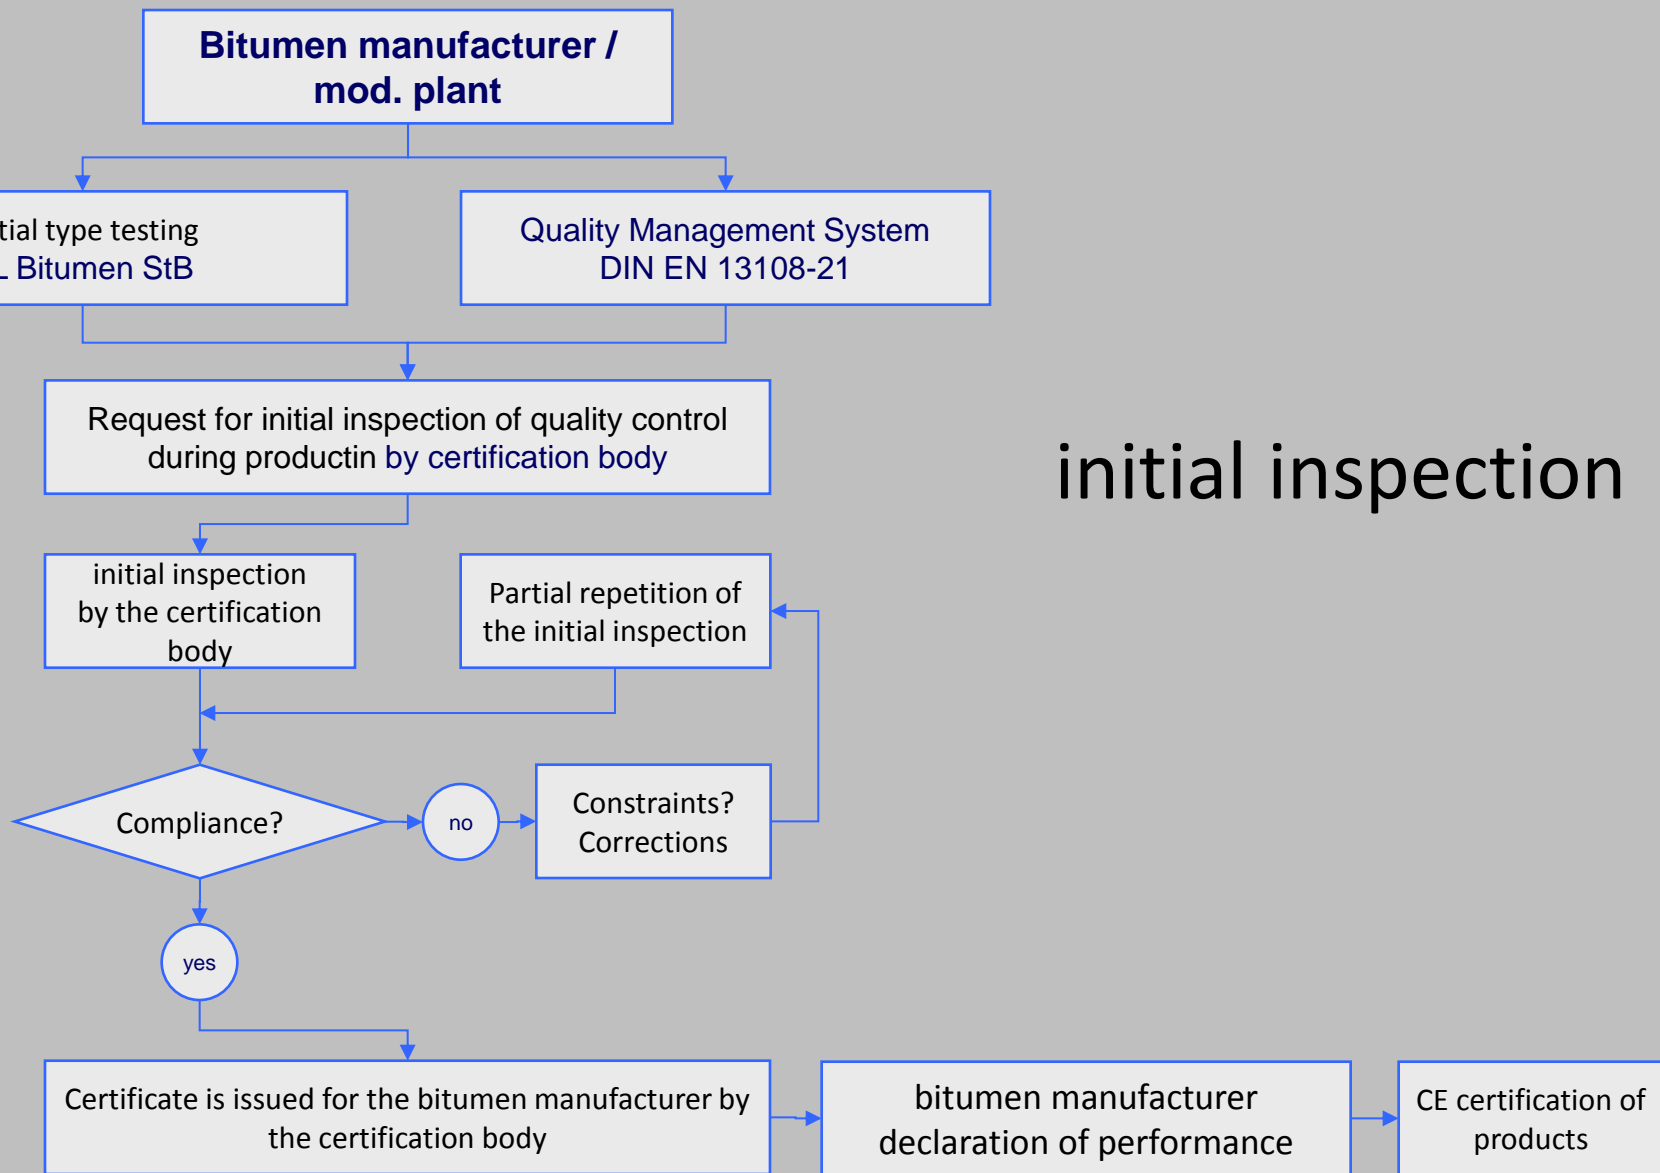 Bitumen manufacturer /
mod. plant
type testing
Bitumen StB
Quality Management System
DIN EN 13108-21
Request for initial inspection of quality control
during productin by certification body
initial inspection
initial inspection
by the certification
body
Partial repetition of
the initial inspection
Compliance?
no
Constraints?
Corrections
yes
Certificate is issued for the bitumen manufacturer by
the certification body
bitumen manufacturer
declaration of performance
CE certification of
products